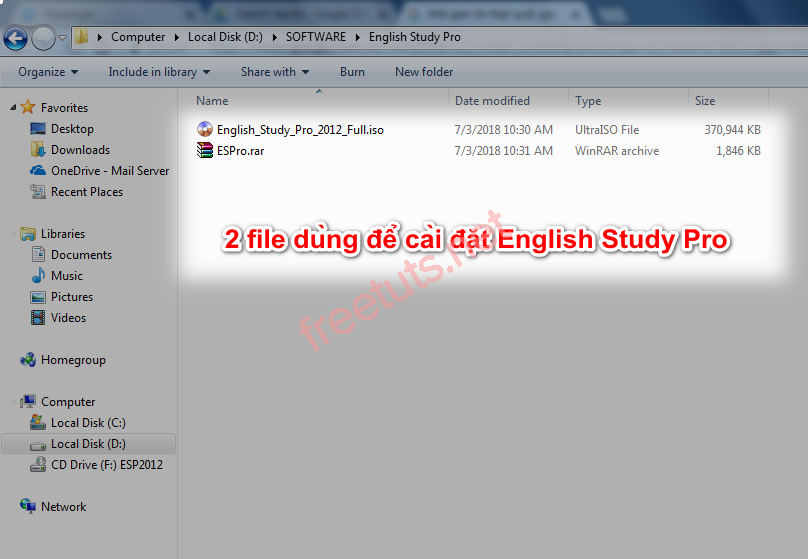 Computer Local Disk (D:) SOFTWARE English Study Pro
Organize Include in library Share with Burn New folder
Name Date modified Type Size
Favorites
Desktop
Downloads
OneDrive - Mail Server
Recent Places
Libraries
Documents
Music
Pictures
Videos
Homegroup
Computer
Local Disk (C:)
Local Disk (D:)
CD Drive (F:) ESP2012
Network
English_Study_Pro_2012_Full.iso 7/3/2018 10:30 AM UltraISO File 370,944 KB
ESPro.rar 7/3/2018 10:31 AM WinRAR archive 1,846 KB
2 file dùng để cài đặt English Study Pro
freetuts.net